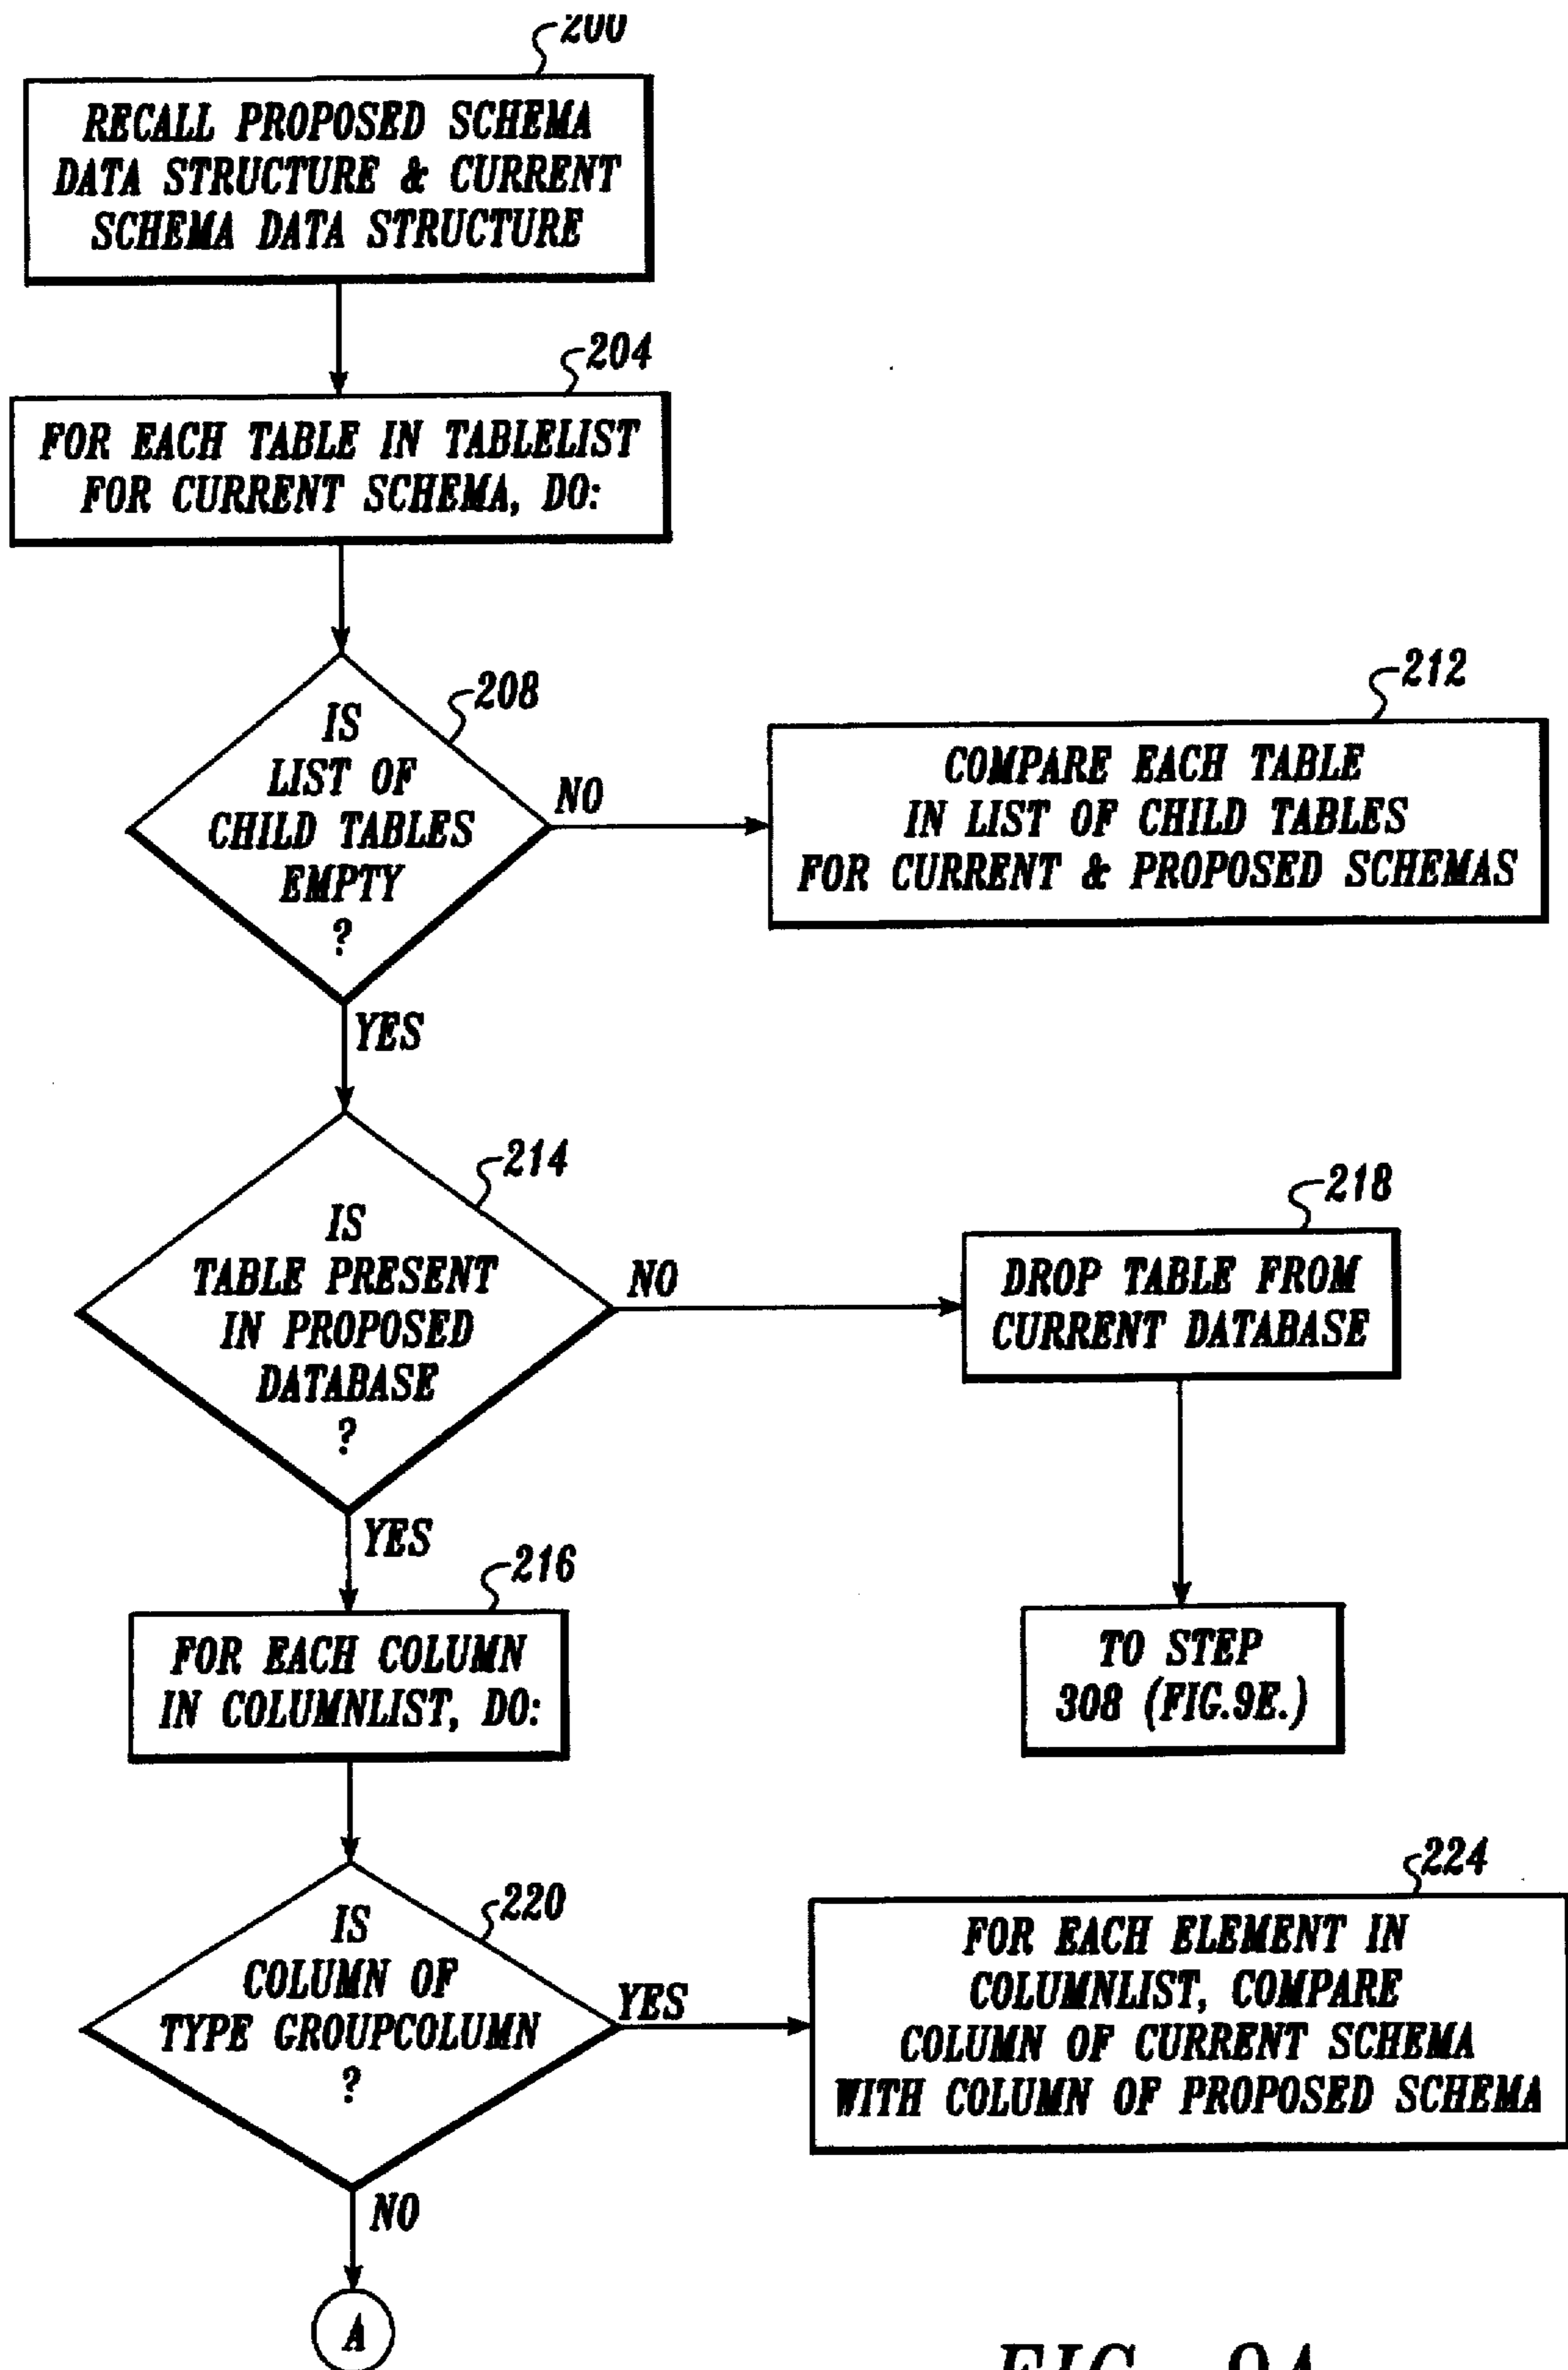 200
RECALL PROPOSED SCHEMA
DATA STRUCTURE & CURRENT
SCHEMA DATA STRUCTURE
204
FOR EACH TABLE IN TABLELIST
FOR CURRENT SCHEMA, DO:
208
IS
LIST OF
CHILD TABLES
EMPTY
?
NO
212
COMPARE EACH TABLE
IN LIST OF CHILD TABLES
FOR CURRENT & PROPOSED SCHEMAS
YES
214
IS
TABLE PRESENT
IN PROPOSED
DATABASE
?
NO
218
DROP TABLE FROM
CURRENT DATABASE
TO STEP
308 (FIG.9E.)
YES
216
FOR EACH COLUMN
IN COLUMNLIST, DO:
220
IS
COLUMN OF
TYPE GROUPCOLUMN
?
YES
224
FOR EACH ELEMENT IN
COLUMNLIST, COMPARE
COLUMN OF CURRENT SCHEMA
WITH COLUMN OF PROPOSED SCHEMA
NO
A
FIG. 9A